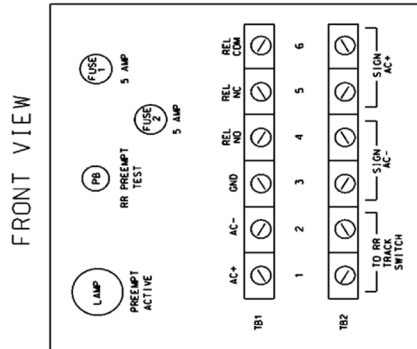 FRONT VIEW
LAMP
PREEMPT
ACTIVE
PB
RR PREEMPT
TEST
FUSE
2
5 AMP
FUSE
1
5 AMP
TB1
AC+
AC-
GND
REL
NO
REL
NC
REL
COM
1
2
3
4
5
6
TB2
TO RR
TRACK
SWITCH
SIGN
AC-
SIGN
AC+